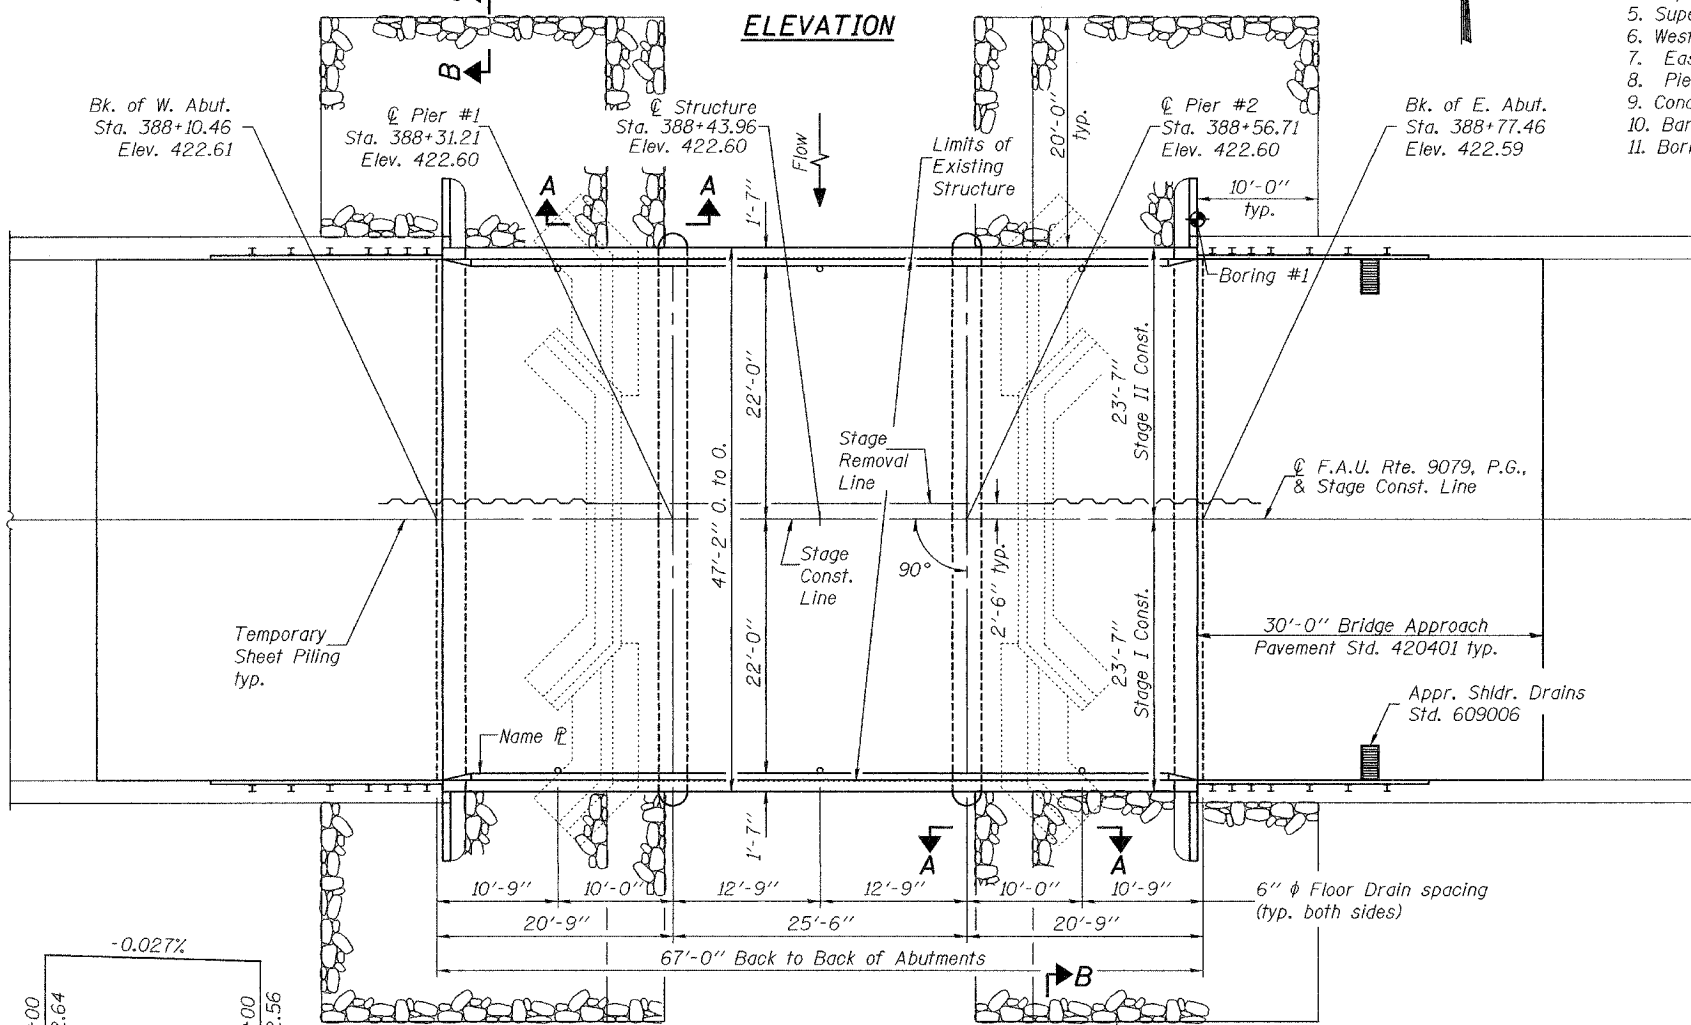 ELEVATION
B
5. Supe
6. West
7. Eas
8. Pie
9. Conc
10. Bar
11. Bori
Bk. of W. Abut.
Sta. 388+10.46
Elev. 422.61
℄ Pier #1
Sta. 388+31.21
Elev. 422.60
℄ Structure
Sta. 388+43.96
Elev. 422.60
Flow
Limits of
Existing
Structure
20'-0"
typ.
℄ Pier #2
Sta. 388+56.71
Elev. 422.60
Bk. of E. Abut.
Sta. 388+77.46
Elev. 422.59
10'-0"
typ.
A
A
1'-7"
Boring #1
22'-0"
23'-7"
Stage II Const.
Stage
Removal
Line
℄ F.A.U. Rte. 9079, P.G.,
& Stage Const. Line
47'-2" O. to O.
Stage
Const.
Line
90°
2'-6" typ.
Temporary
Sheet Piling
typ.
22'-0"
23'-7"
Stage I Const.
30'-0" Bridge Approach
Pavement Std. 420401 typ.
Appr. Shldr. Drains
Std. 609006
Name ℄
1'-7"
A
A
10'-9" 10'-0" 12'-9" 12'-9" 10'-0" 10'-9"
6" ϕ Floor Drain spacing
(typ. both sides)
20'-9" 25'-6" 20'-9"
67'-0" Back to Back of Abutments
B
-0.027%
+00
2.64
+00
2.56